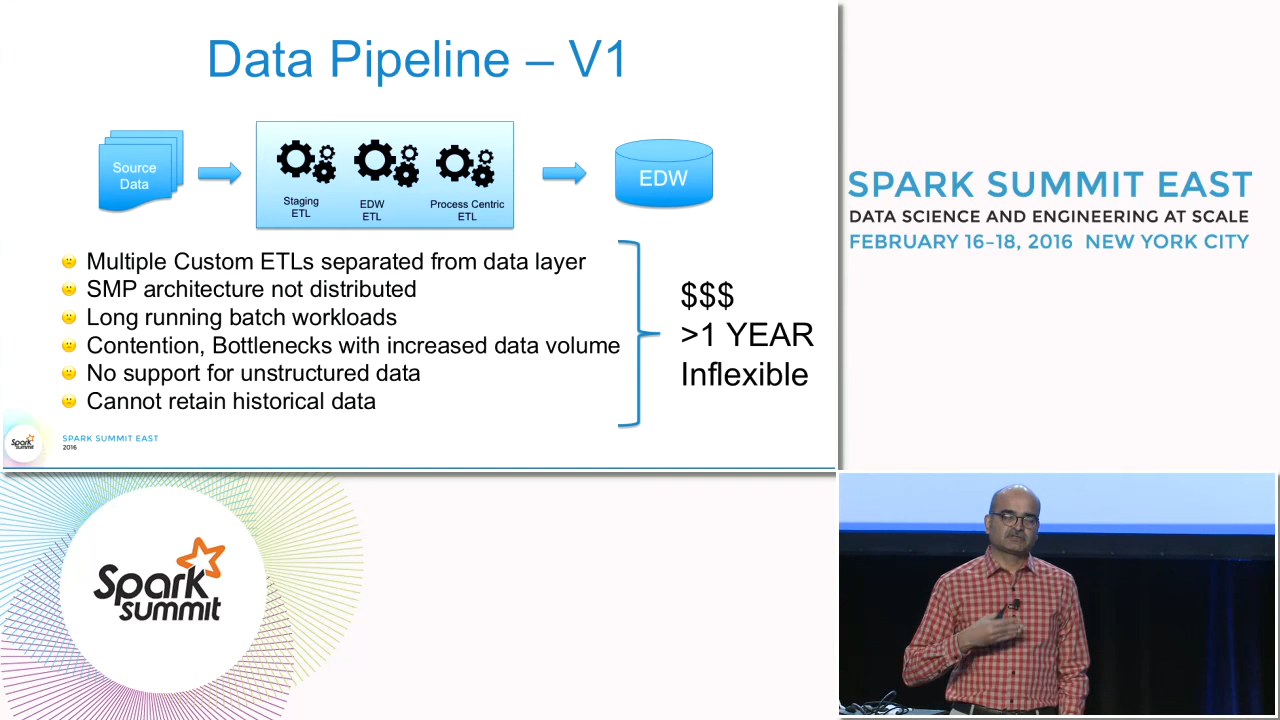 Data Pipeline – V1
Source
Data
Staging
ETL
EDW
ETL
Process Centric
ETL
EDW
Multiple Custom ETLs separated from data layer
SMP architecture not distributed
Long running batch workloads
Contention, Bottlenecks with increased data volume
No support for unstructured data
Cannot retain historical data
$$$
>1 YEAR
Inflexible
Spark
summit
SPARK SUMMIT EAST
2016
SPARK SUMMIT EAST
DATA SCIENCE AND ENGINEERING AT SCALE
FEBRUARY 16–18, 2016 NEW YORK CITY
Spark
summit